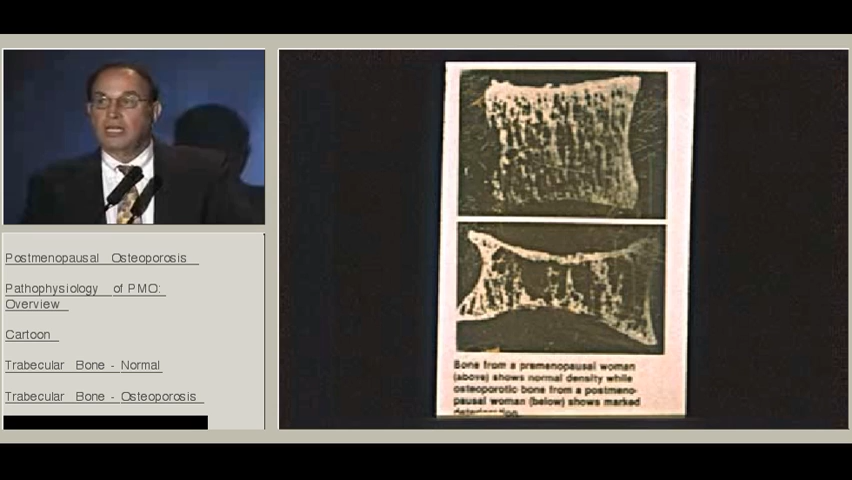 Postmenopausal Osteoporosis
Pathophysiology of PMO:
Overview
Cartoon
Trabecular Bone - Normal
Trabecular Bone - Osteoporosis
Bone from a premenopausal woman
(above) shows normal density while
osteoporotic bone from a postmeno-
pausal woman (below) shows marked
deterioration.